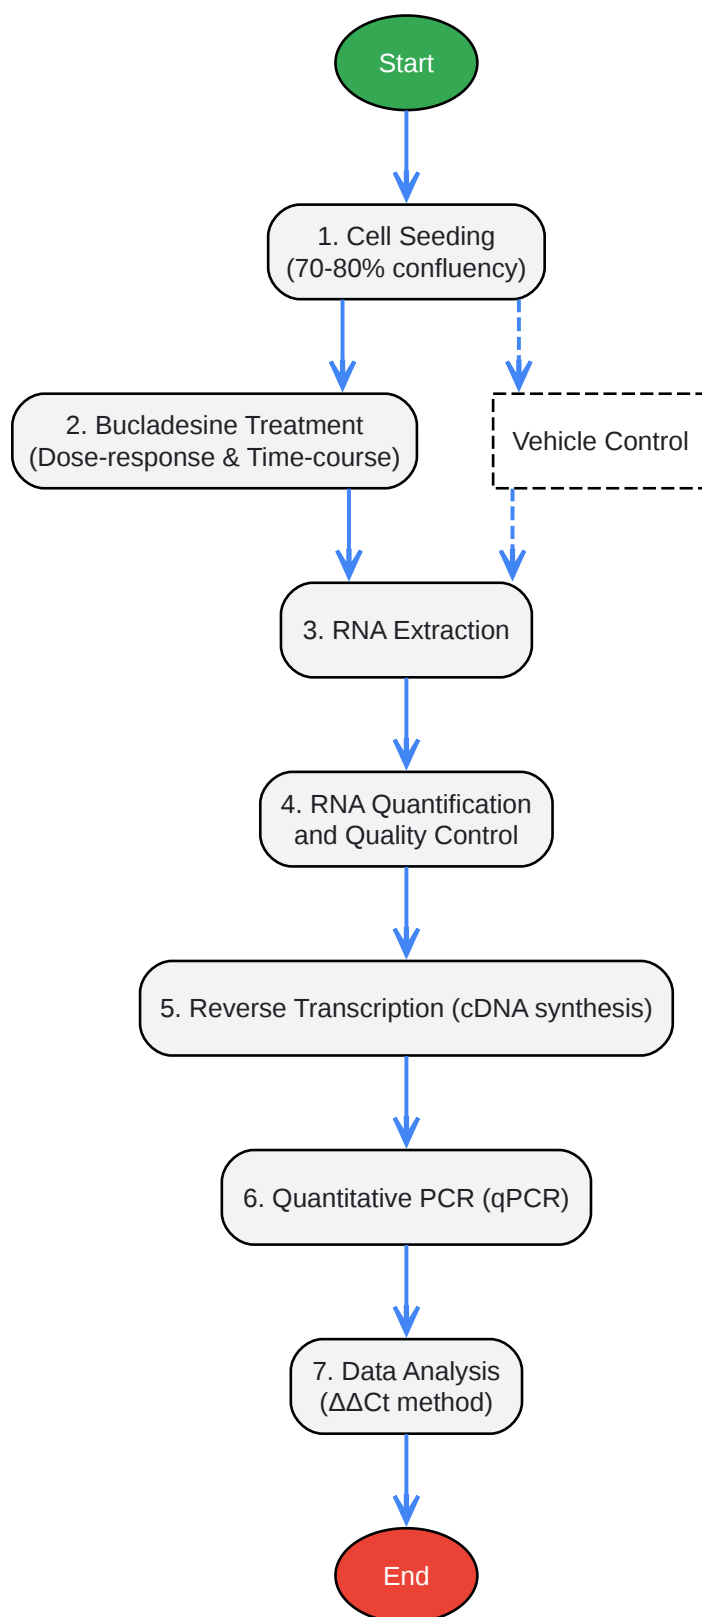 Start
1. Cell Seeding
(70-80% confluency)
2. Bucladesine Treatment
(Dose-response & Time-course)
Vehicle Control
3. RNA Extraction
4. RNA Quantification
and Quality Control
5. Reverse Transcription (cDNA synthesis)
6. Quantitative PCR (qPCR)
7. Data Analysis
(ΔΔCt method)
End